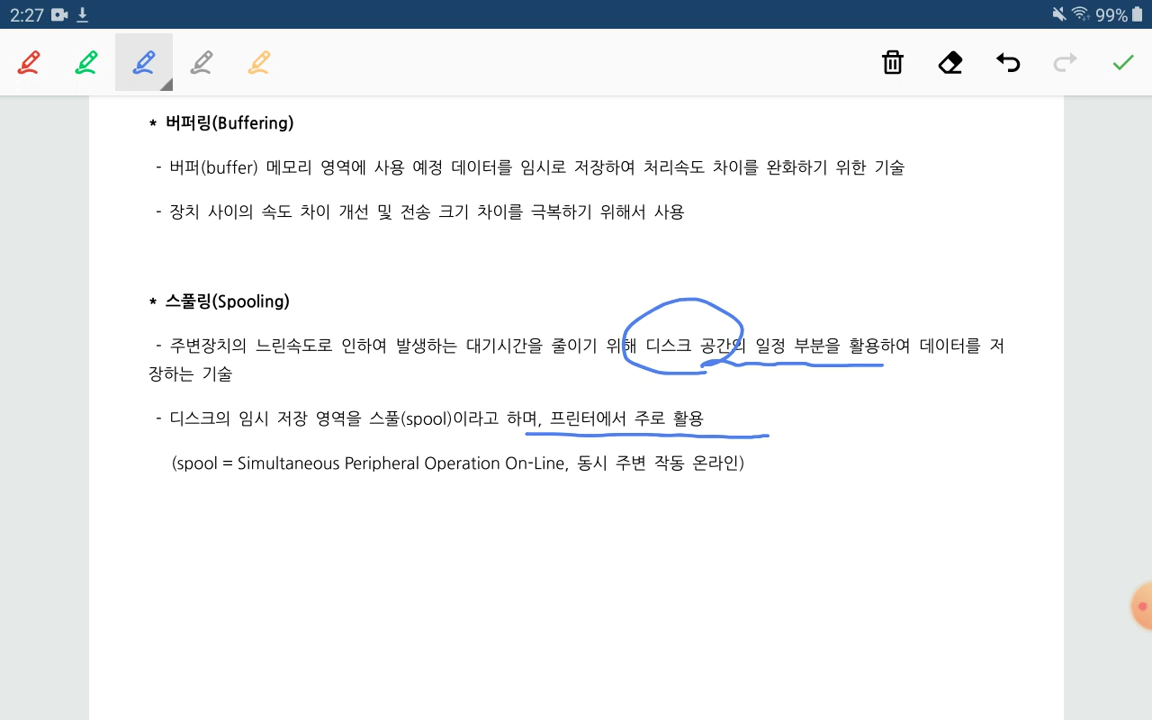 2:27
99%
* 버퍼링(Buffering)
- 버퍼(buffer) 메모리 영역에 사용 예정 데이터를 임시로 저장하여 처리속도 차이를 완화하기 위한 기술
- 장치 사이의 속도 차이 개선 및 전송 크기 차이를 극복하기 위해서 사용
* 스풀링(Spooling)
- 주변장치의 느린속도로 인하여 발생하는 대기시간을 줄이기 위해 디스크 공간의 일정 부분을 활용하여 데이터를 저
장하는 기술
- 디스크의 임시 저장 영역을 스풀(spool)이라고 하며, 프린터에서 주로 활용
(spool = Simultaneous Peripheral Operation On-Line, 동시 주변 작동 온라인)